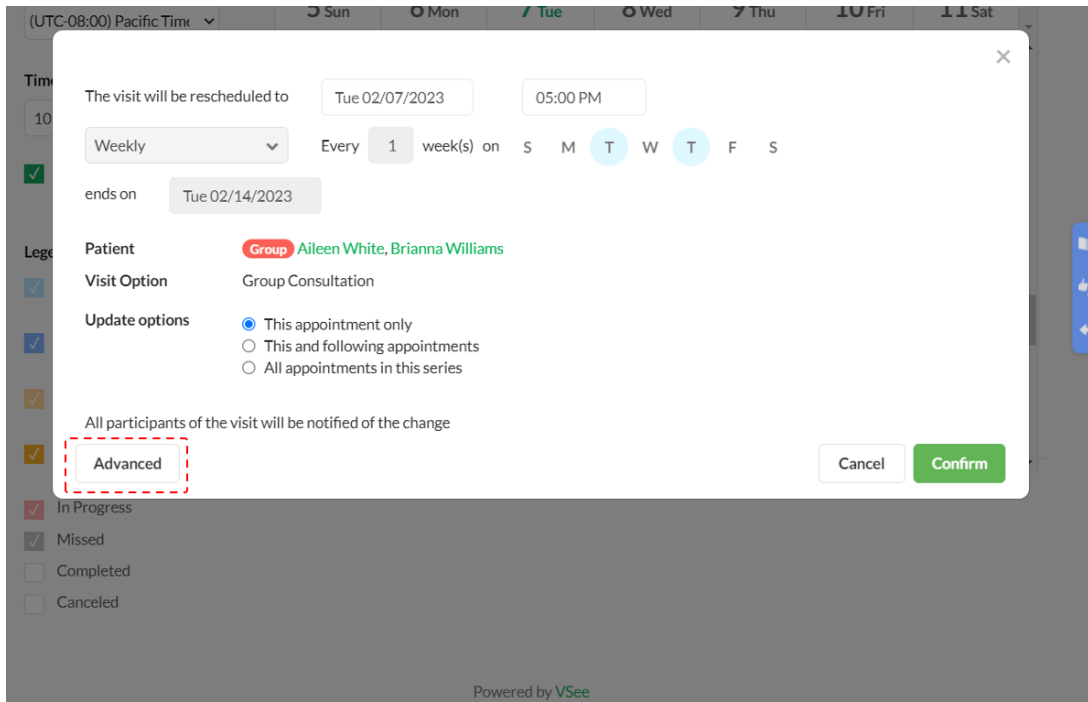 (UTC-08:00) Pacific Time
5 Sun 6 Mon 7 Tue 8 Wed 9 Thu 10 Fri 11 Sat
The visit will be rescheduled to Tue 02/07/2023 05:00 PM
10
Weekly Every 1 week(s) on S M T W T F S
ends on Tue 02/14/2023
Patient Group Aileen White, Brianna Williams
Visit Option Group Consultation
Update options This appointment only
This and following appointments
All appointments in this series
All participants of the visit will be notified of the change
Advanced Cancel Confirm
In Progress
Missed
Completed
Canceled
Powered by VSee